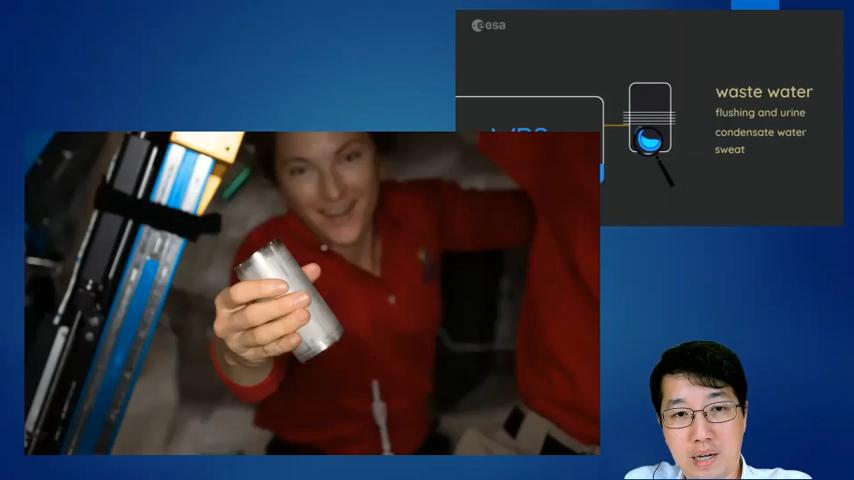 esa
waste water
flushing and urine
condensate water
sweat